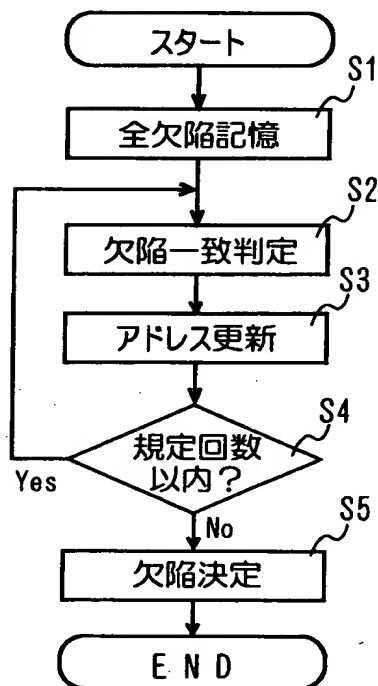 スタート
S1
全欠陥記憶
S2
欠陥一致判定
S3
アドレス更新
S4
規定回数
以内?
Yes
No
S5
欠陥決定
END